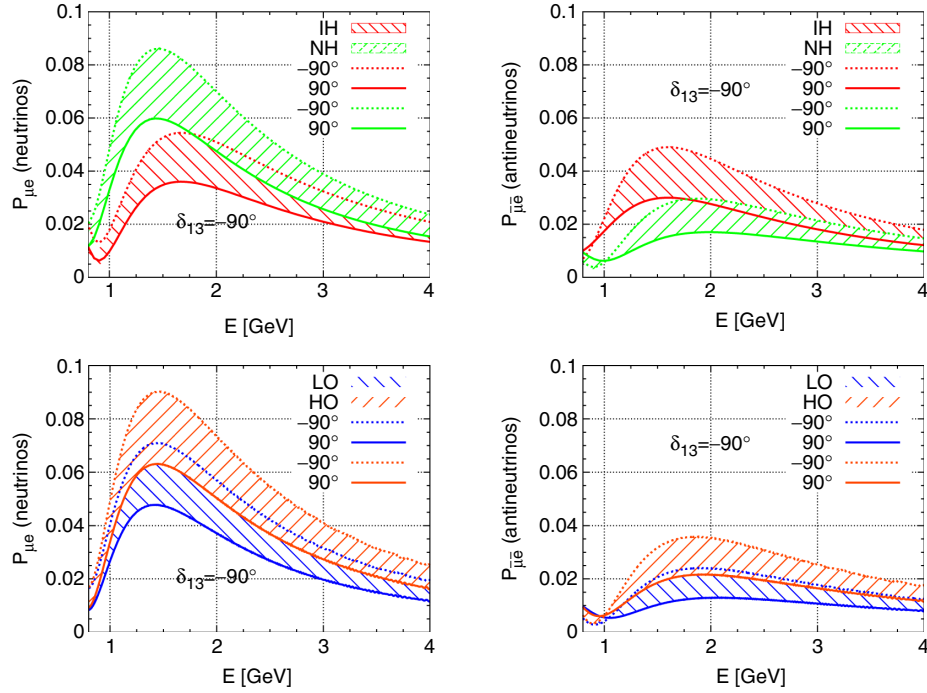 P_μe (neutrinos)
0.1
0.08
0.06
0.04
0.02
0
IH
NH
−90°
90°
−90°
90°
δ₁₃=−90°
1 2 3 4
E [GeV]
P_μ̄ē (antineutrinos)
0.1
0.08
0.06
0.04
0.02
0
IH
NH
−90°
90°
−90°
90°
δ₁₃=−90°
1 2 3 4
E [GeV]
P_μe (neutrinos)
0.1
0.08
0.06
0.04
0.02
0
LO
HO
−90°
90°
−90°
90°
δ₁₃=−90°
1 2 3 4
E [GeV]
P_μ̄ē (antineutrinos)
0.1
0.08
0.06
0.04
0.02
0
LO
HO
−90°
90°
−90°
90°
δ₁₃=−90°
1 2 3 4
E [GeV]